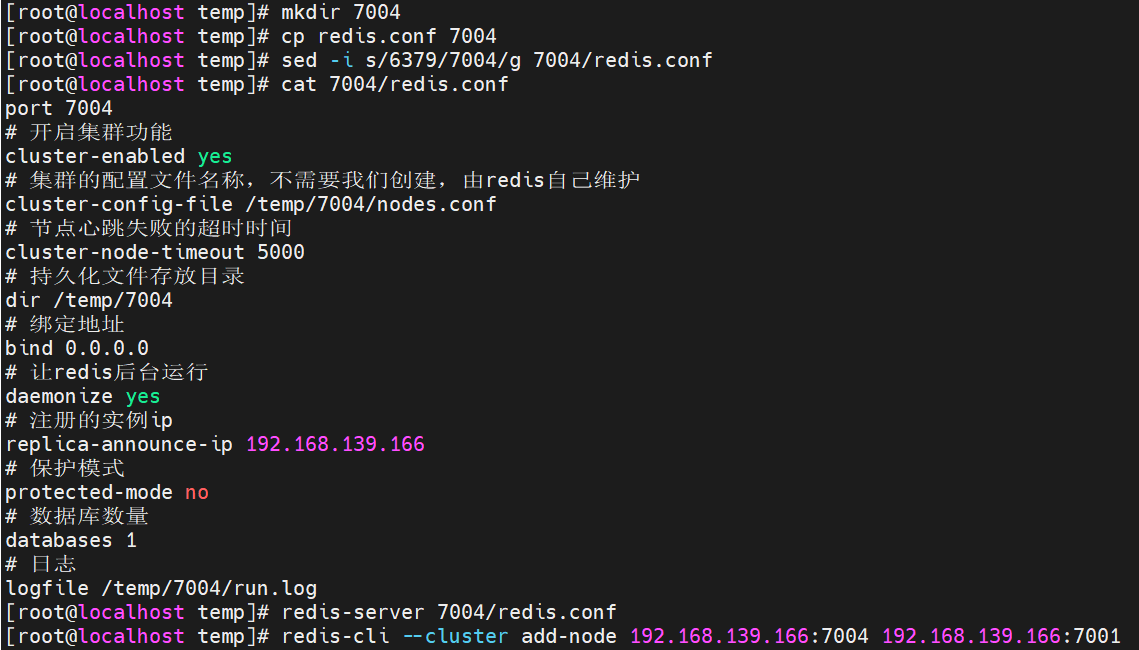 [root@localhost temp]# mkdir 7004
[root@localhost temp]# cp redis.conf 7004
[root@localhost temp]# sed -i s/6379/7004/g 7004/redis.conf
[root@localhost temp]# cat 7004/redis.conf
port 7004
# 开启集群功能
cluster-enabled yes
# 集群的配置文件名称，不需要我们创建，由redis自己维护
cluster-config-file /temp/7004/nodes.conf
# 节点心跳失败的超时时间
cluster-node-timeout 5000
# 持久化文件存放目录
dir /temp/7004
# 绑定地址
bind 0.0.0.0
# 让redis后台运行
daemonize yes
# 注册的实例ip
replica-announce-ip 192.168.139.166
# 保护模式
protected-mode no
# 数据库数量
databases 1
# 日志
logfile /temp/7004/run.log
[root@localhost temp]# redis-server 7004/redis.conf
[root@localhost temp]# redis-cli --cluster add-node 192.168.139.166:7004 192.168.139.166:7001